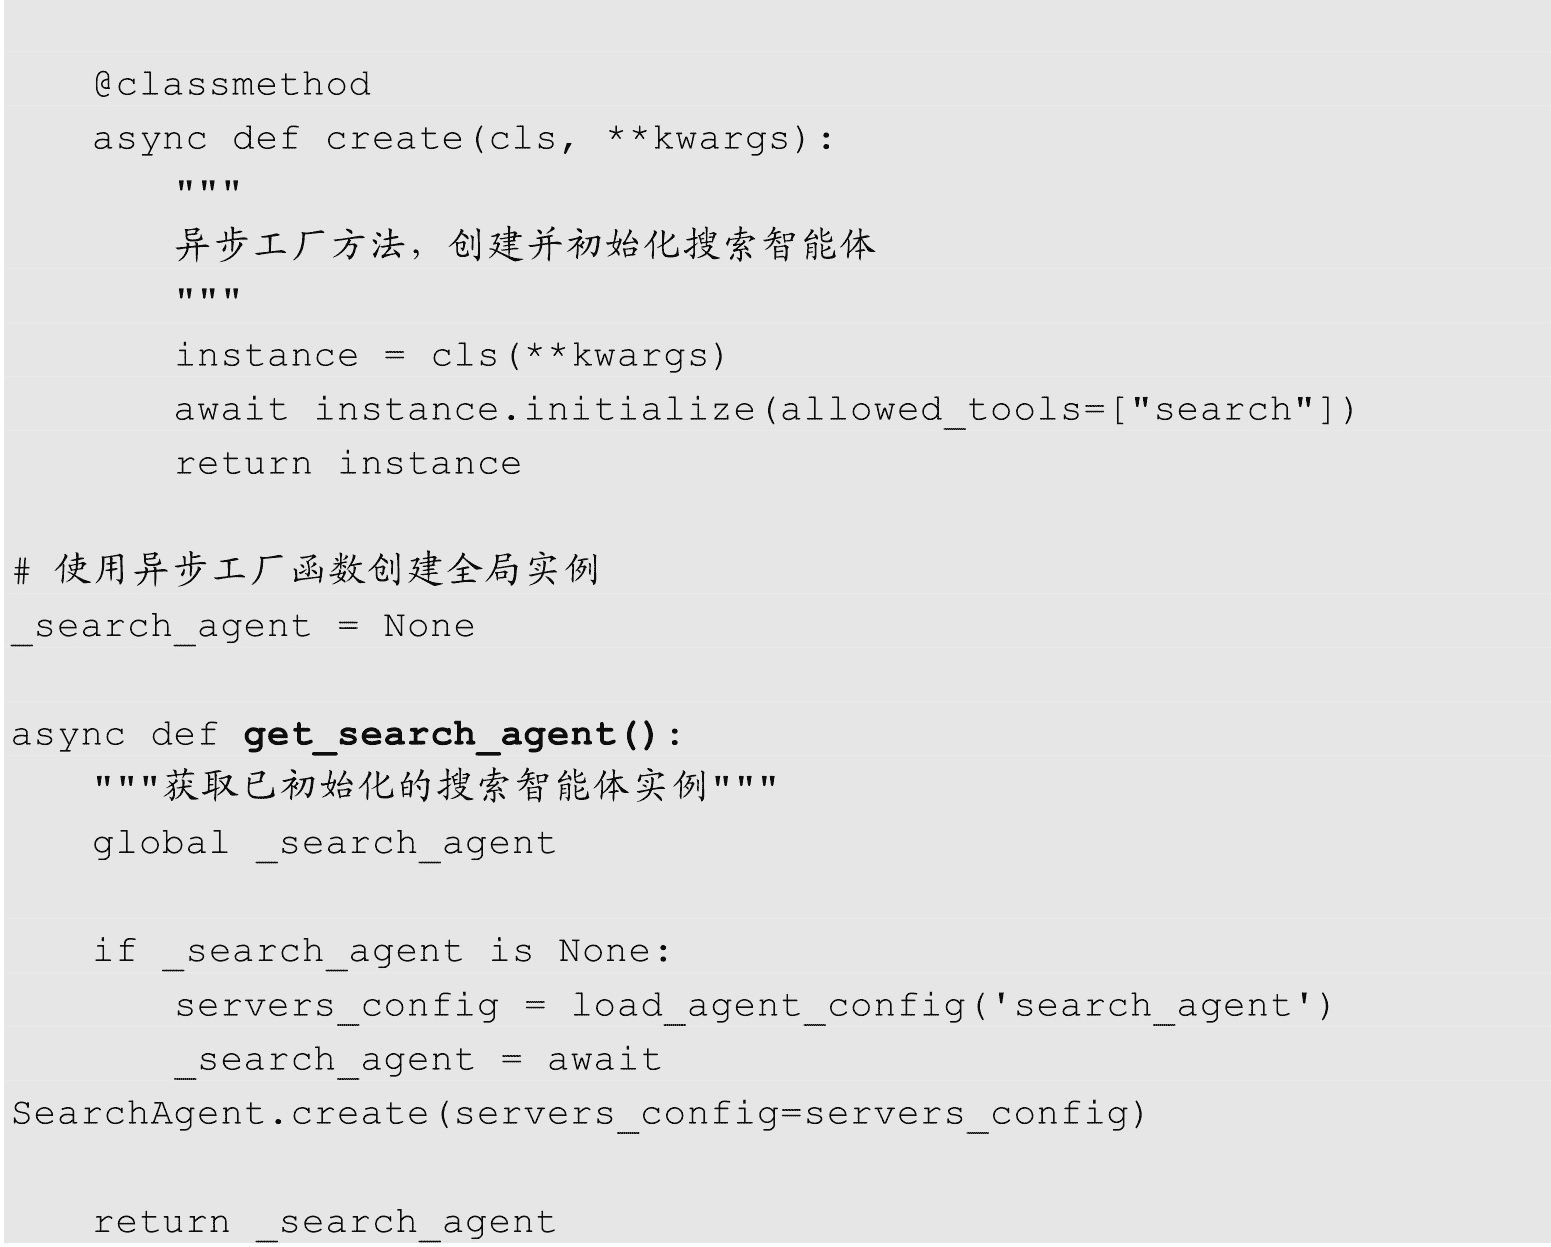 @classmethod
    async def create(cls, **kwargs):
        """
        异步工厂方法，创建并初始化搜索智能体
        """
        instance = cls(**kwargs)
        await instance.initialize(allowed_tools=["search"])
        return instance

# 使用异步工厂函数创建全局实例
_search_agent = None

async def get_search_agent():
    """获取已初始化的搜索智能体实例"""
    global _search_agent

    if _search_agent is None:
        servers_config = load_agent_config('search_agent')
        _search_agent = await
SearchAgent.create(servers_config=servers_config)

    return _search_agent